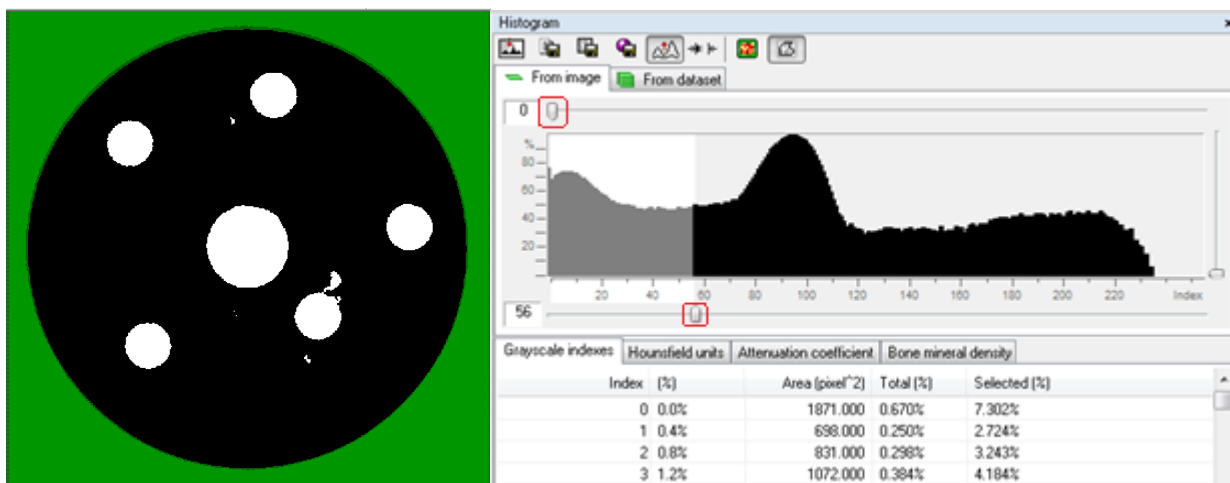 Histogram
From image From dataset
0
%
80
60
40
20
20 40 60 80 100 120 140 160 180 200 220 Index
56
Grayscale indexes Hounsfield units Attenuation coefficient Bone mineral density
Index (%) Area (pixel^2) Total (%) Selected (%)
0 0.0% 1871.000 0.670% 7.302%
1 0.4% 698.000 0.250% 2.724%
2 0.8% 831.000 0.298% 3.243%
3 1.2% 1072.000 0.384% 4.184%